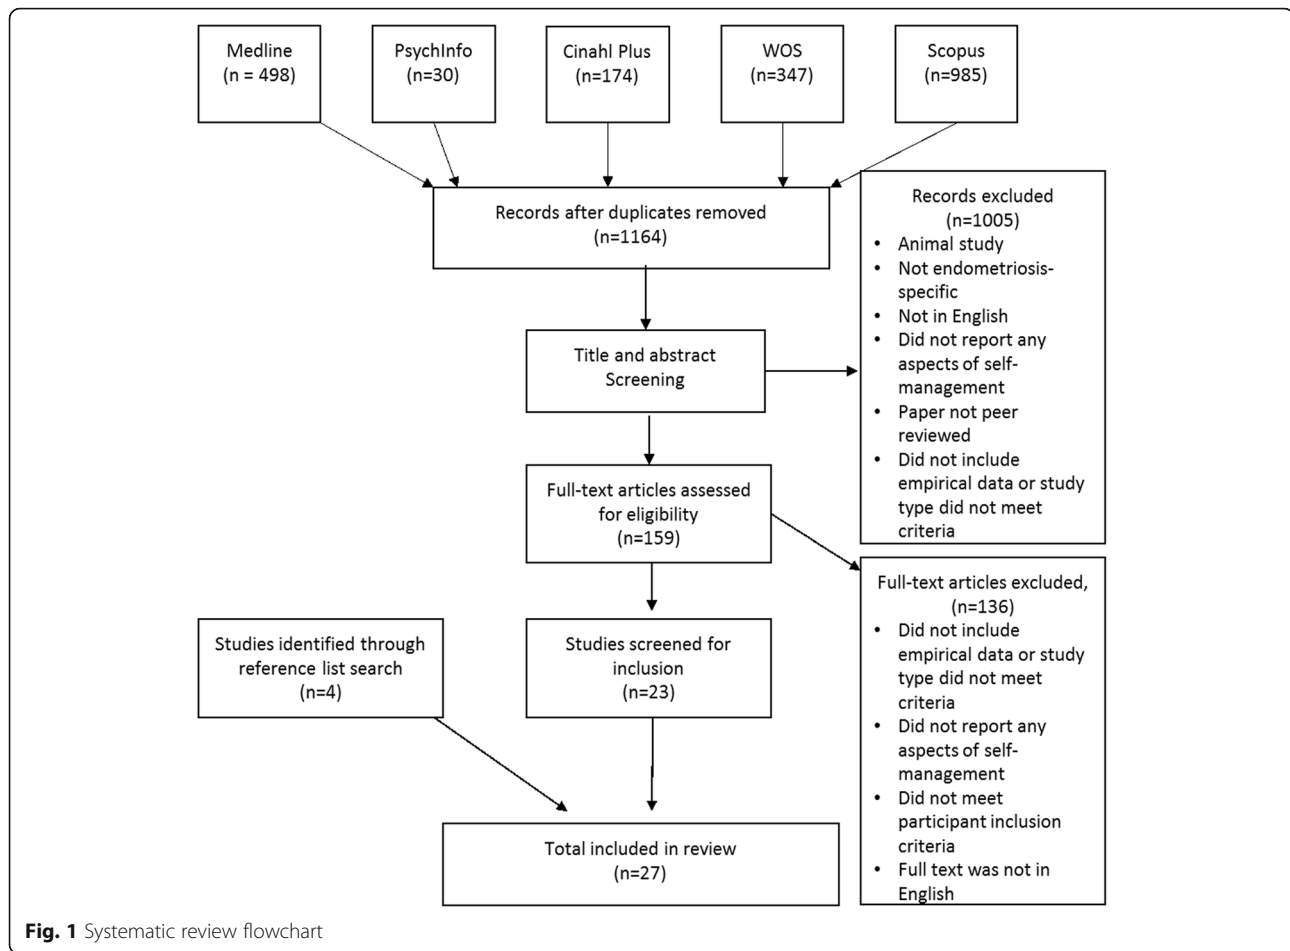 Medline
(n = 498)
PsychInfo
(n=30)
Cinahl Plus
(n=174)
WOS
(n=347)
Scopus
(n=985)
Records after duplicates removed
(n=1164)
Records excluded
(n=1005)
• Animal study
• Not endometriosis-
specific
• Not in English
• Did not report any
aspects of self-
management
• Paper not peer
reviewed
• Did not include
empirical data or study
type did not meet
criteria
Title and abstract
Screening
Full-text articles assessed
for eligibility
(n=159)
Full-text articles excluded,
(n=136)
• Did not include
empirical data or study
type did not meet
criteria
• Did not report any
aspects of self-
management
• Did not meet
participant inclusion
criteria
• Full text was not in
English
Studies identified through
reference list search
(n=4)
Studies screened for
inclusion
(n=23)
Total included in review
(n=27)
Fig. 1 Systematic review flowchart